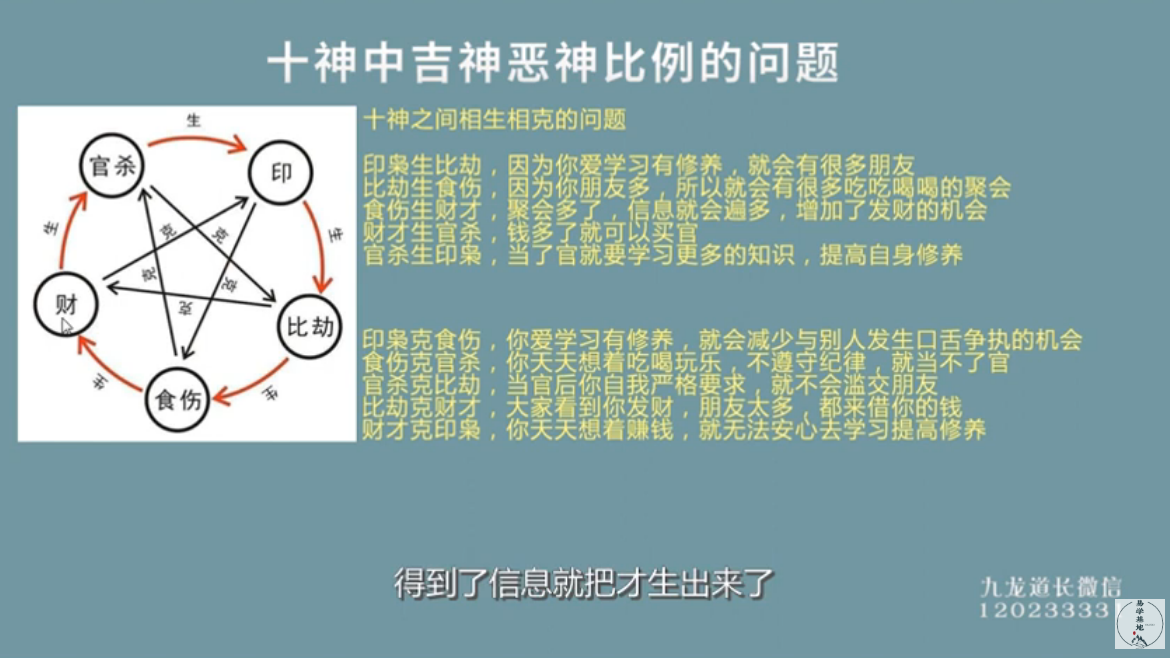 十神中吉神恶神比例的问题
十神之间相生相克的问题
印枭生比劫，因为你爱学习有修养，就会有很多朋友
比劫生食伤，因为你朋友多，所以就会有很多吃吃喝喝的聚会
食伤生财才，聚会多了，信息就会遍多，增加了发财的机会
财才生官杀，钱多了就可以买官
官杀生印枭，当了官就要学习更多的知识，提高自身修养
印枭克食伤，你爱学习有修养，就会减少与别人发生口舌争执的机会
食伤克官杀，你天天想着吃喝玩乐，不遵守纪律，就当不了官
官杀克比劫，当官后你自我严格要求，就不会滥交朋友
比劫克财才，大家看到你发财，朋友太多，都来借你的钱
财才克印枭，你天天想着赚钱，就无法安心去学习提高修养
生
官杀
印
生
克
克
生
克
克
克
财
比劫
生
食伤
生
得到了信息就把才生出来了
九龙道长微信
12023333
易学基地